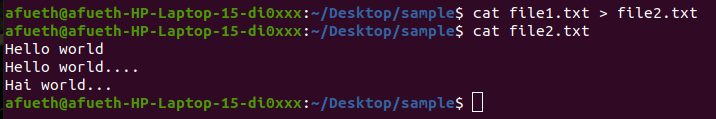 afueth@afueth-HP-Laptop-15-di0xxx:~/Desktop/sample$ cat file1.txt > file2.txt
afueth@afueth-HP-Laptop-15-di0xxx:~/Desktop/sample$ cat file2.txt
Hello world
Hello world....
Hai world...
afueth@afueth-HP-Laptop-15-di0xxx:~/Desktop/sample$